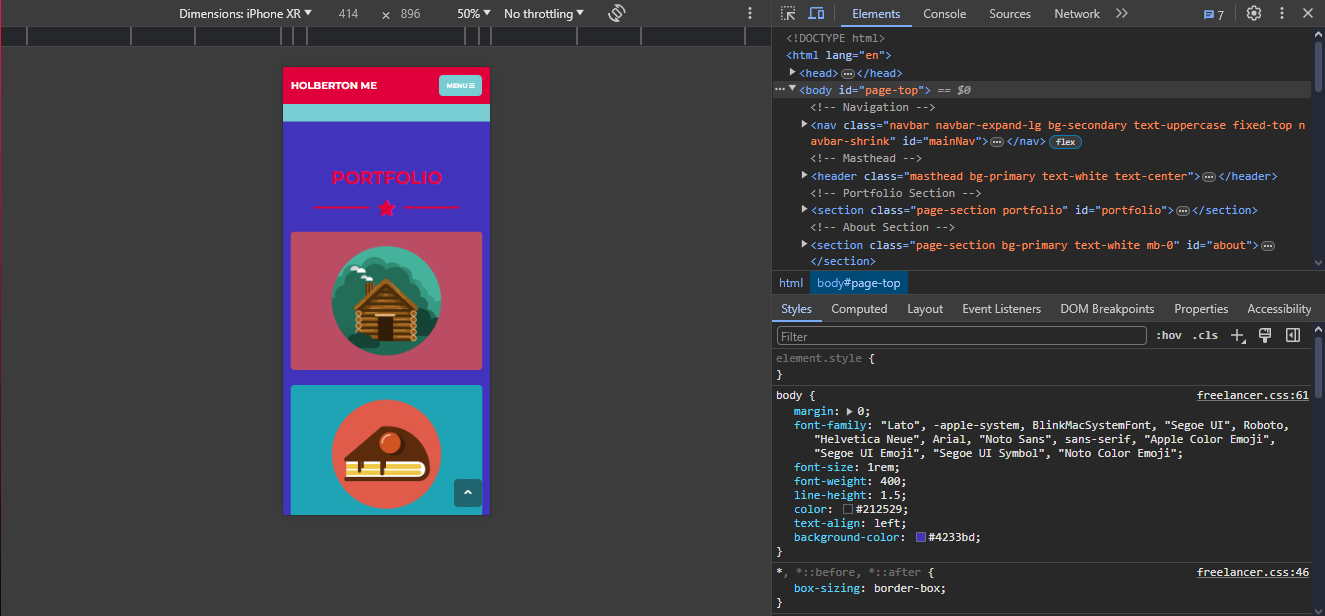 Dimensions: iPhone XR ▼ 414 × 896 50% ▼ No throttling ▼
Elements Console Sources Network >> 7
HOLBERTON ME
MENU ☰
PORTFOLIO
<!DOCTYPE html>
<html lang="en">
▶<head>…</head>
…▼<body id="page-top"> == $0
<!-- Navigation -->
▶<nav class="navbar navbar-expand-lg bg-secondary text-uppercase fixed-top n
avbar-shrink" id="mainNav">…</nav> flex
<!-- Masthead -->
▶<header class="masthead bg-primary text-white text-center">…</header>
<!-- Portfolio Section -->
▶<section class="page-section portfolio" id="portfolio">…</section>
<!-- About Section -->
▶<section class="page-section bg-primary text-white mb-0" id="about">…
</section>
html body#page-top
Styles Computed Layout Event Listeners DOM Breakpoints Properties Accessibility
Filter :hov .cls
element.style {
}
body { freelancer.css:61
margin: ▶ 0;
font-family: "Lato", -apple-system, BlinkMacSystemFont, "Segoe UI", Roboto,
"Helvetica Neue", Arial, "Noto Sans", sans-serif, "Apple Color Emoji",
"Segoe UI Emoji", "Segoe UI Symbol", "Noto Color Emoji";
font-size: 1rem;
font-weight: 400;
line-height: 1.5;
color: #212529;
text-align: left;
background-color: #4233bd;
}
*, *::before, *::after { freelancer.css:46
box-sizing: border-box;
}